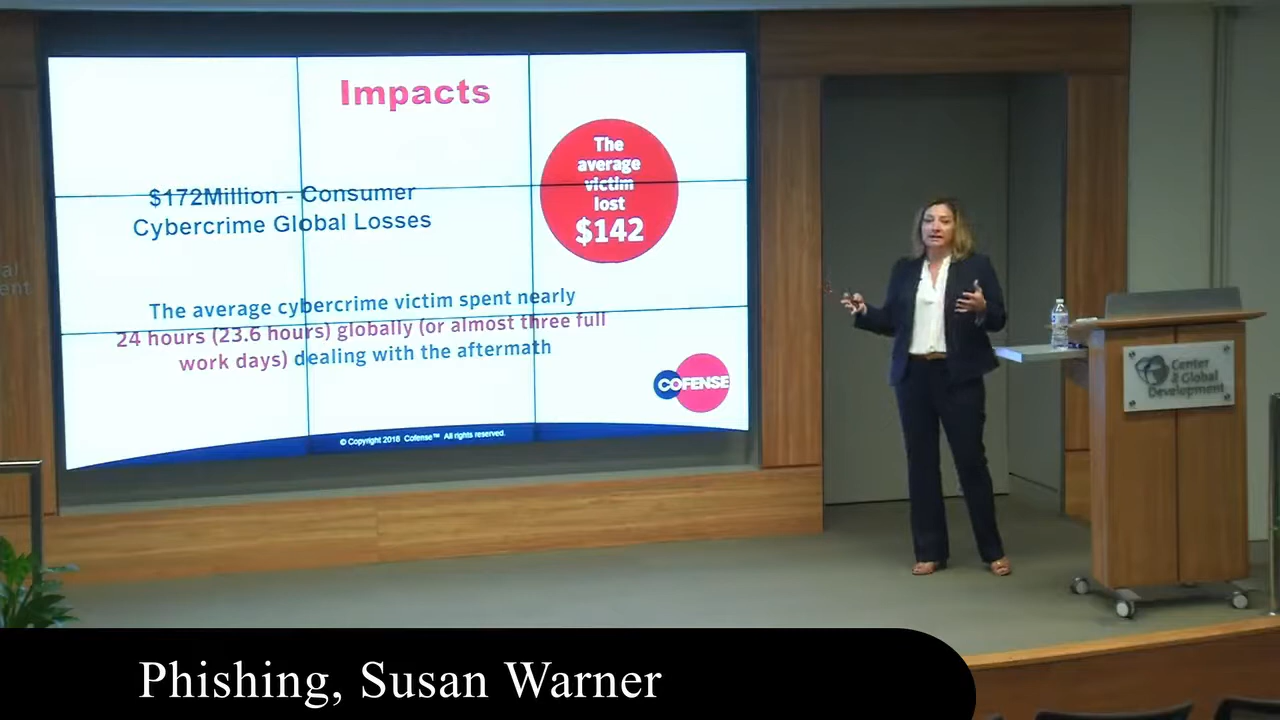 Impacts
The
average
victim
lost
$142
$172Million - Consumer
Cybercrime Global Losses
The average cybercrime victim spent nearly
24 hours (23.6 hours) globally (or almost three full
work days) dealing with the aftermath
COFENSE
© Copyright 2018 Cofense™ All rights reserved.
al
ent
Center
for Global
Development
Phishing, Susan Warner